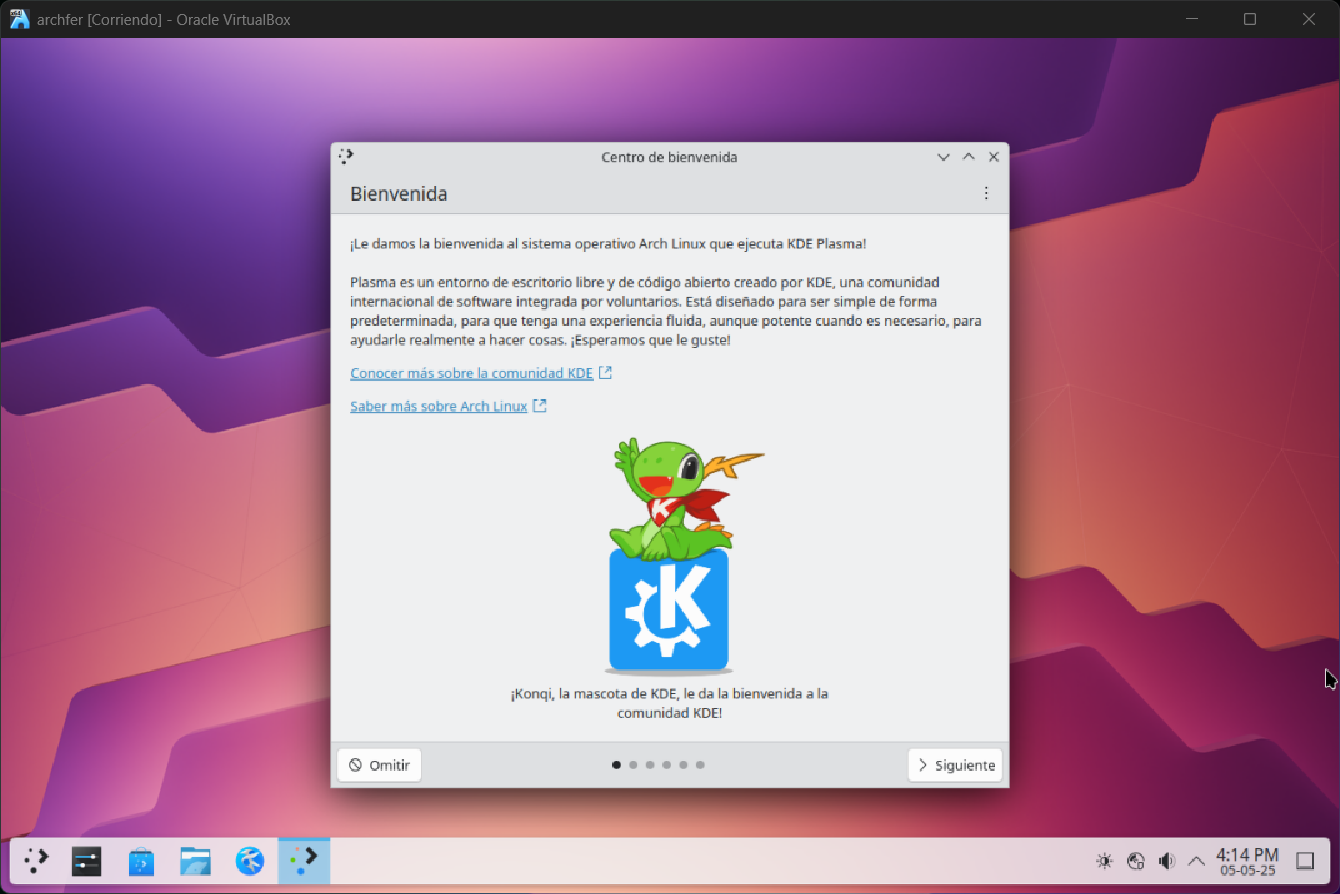 archfer [Corriendo] - Oracle VirtualBox
Centro de bienvenida
Bienvenida
¡Le damos la bienvenida al sistema operativo Arch Linux que ejecuta KDE Plasma!
Plasma es un entorno de escritorio libre y de código abierto creado por KDE, una comunidad
internacional de software integrada por voluntarios. Está diseñado para ser simple de forma
predeterminada, para que tenga una experiencia fluida, aunque potente cuando es necesario, para
ayudarle realmente a hacer cosas. ¡Esperamos que le guste!
Conocer más sobre la comunidad KDE
Saber más sobre Arch Linux
K
K
¡Konqi, la mascota de KDE, le da la bienvenida a la
comunidad KDE!
Omitir
Siguiente
4:14 PM
05-05-25